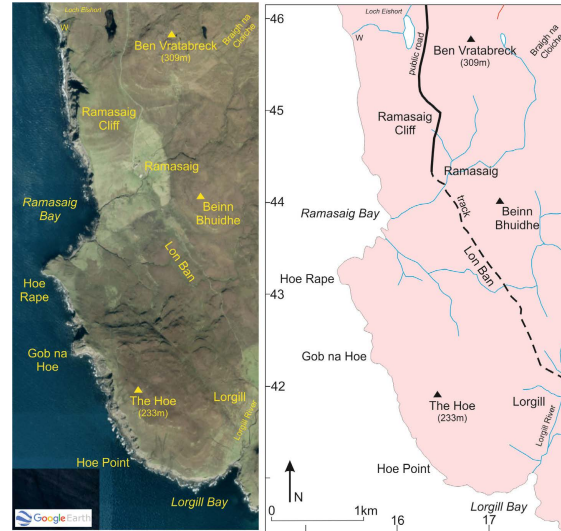 W
Loch Eishort
Ben Vratabreck
(309m)
Braigh na
Cloiche
Ramasaig
Cliff
Ramasaig
Ramasaig
Bay
Beinn
Bhuidhe
Lon Ban
Hoe
Rape
Gob na
Hoe
The Hoe
(233m)
Lorgill
Lorgill River
Hoe Point
Lorgill Bay
Google Earth
46
Loch Eishort
W
public road
Ben Vratabreck
309m)
Braigh na
Cloiche
45
Ramasaig
Cliff
Ramasaig
44
Ramasaig Bay
Beinn
Bhuidhe
track
Lon Ban
43
Hoe Rape
Gob na Hoe
42
The Hoe
(233m)
Lorgill
Lorgill River
Hoe Point
N
Lorgill Bay
0
1km
16
17